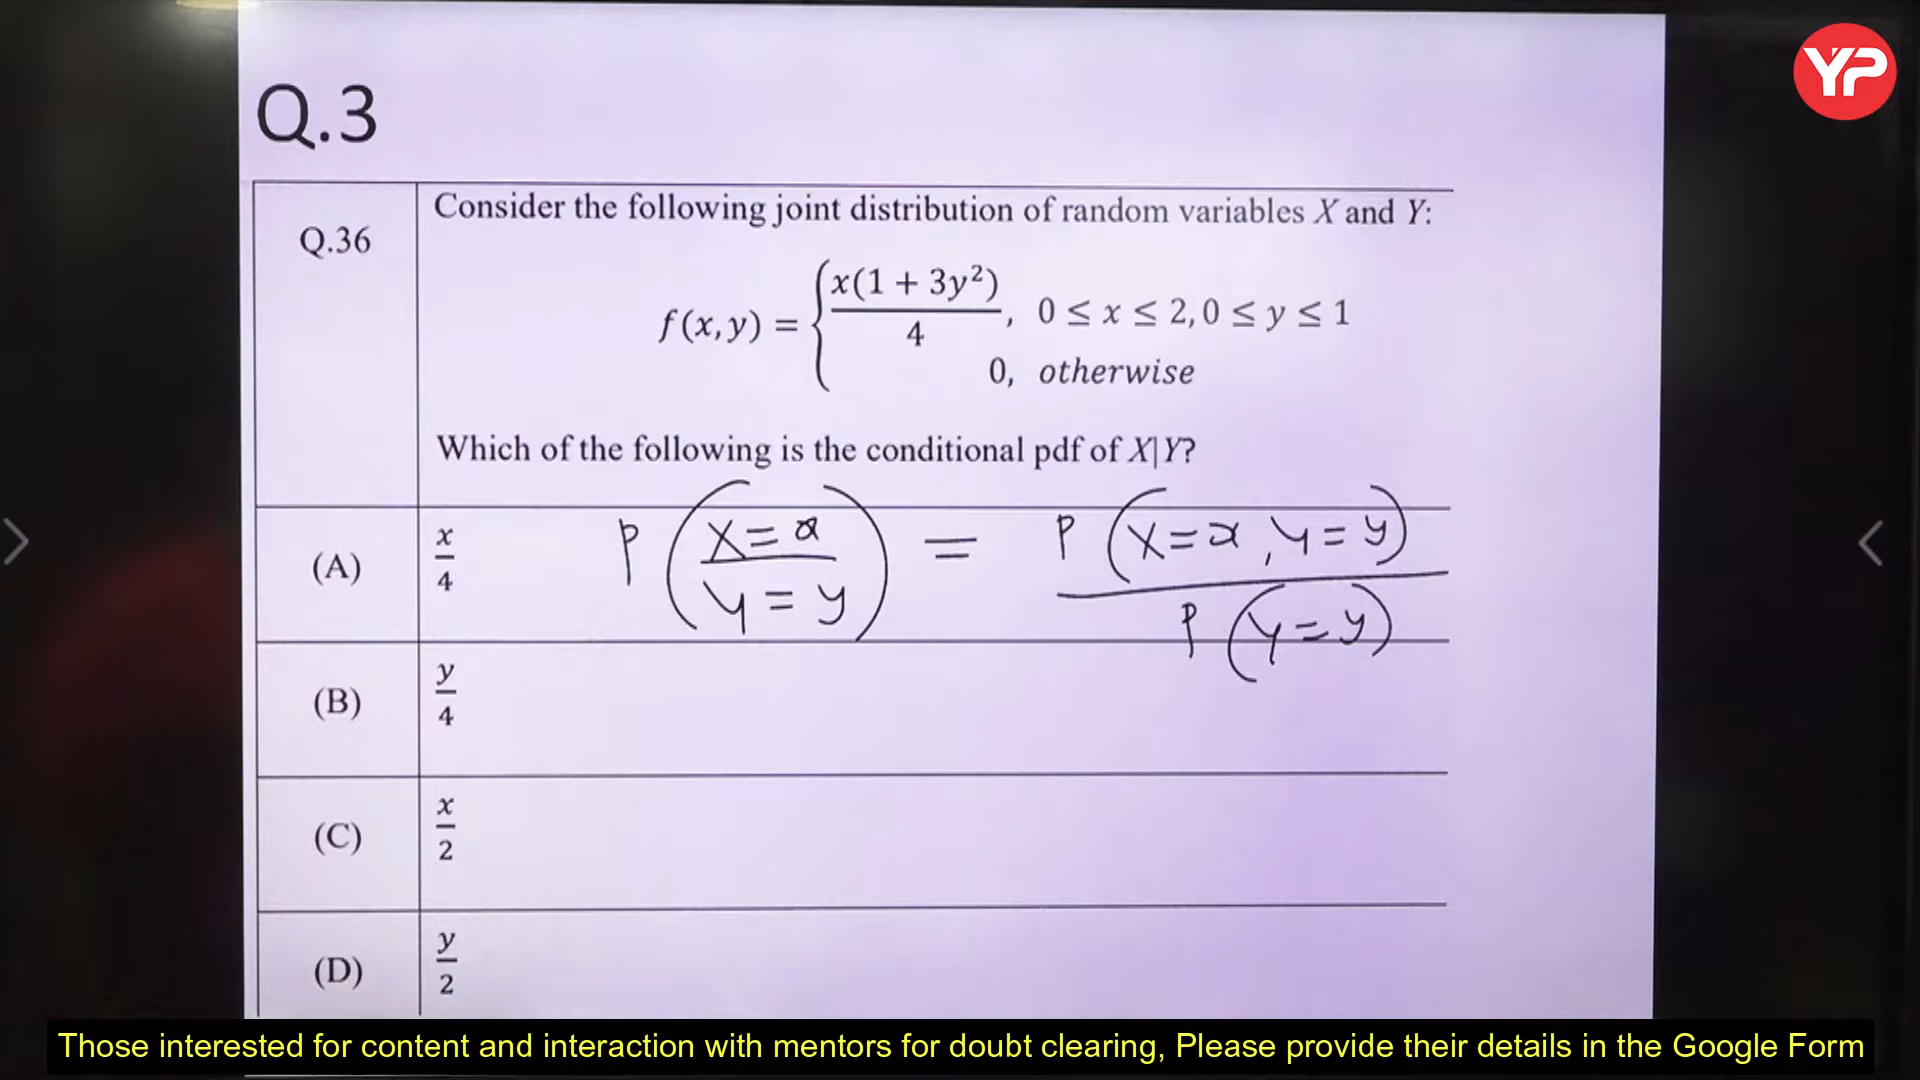 YP
Q.3
Q.36
Consider the following joint distribution of random variables X and Y:
f(x,y) = { x(1 + 3y²) / 4 , 0 ≤ x ≤ 2, 0 ≤ y ≤ 1
0, otherwise
Which of the following is the conditional pdf of X|Y?
P (X=x / Y=y) = P (X=x, Y=y) / P (Y=y)
(A) x/4
(B) y/4
(C) x/2
(D) y/2
Those interested for content and interaction with mentors for doubt clearing, Please provide their details in the Google Form